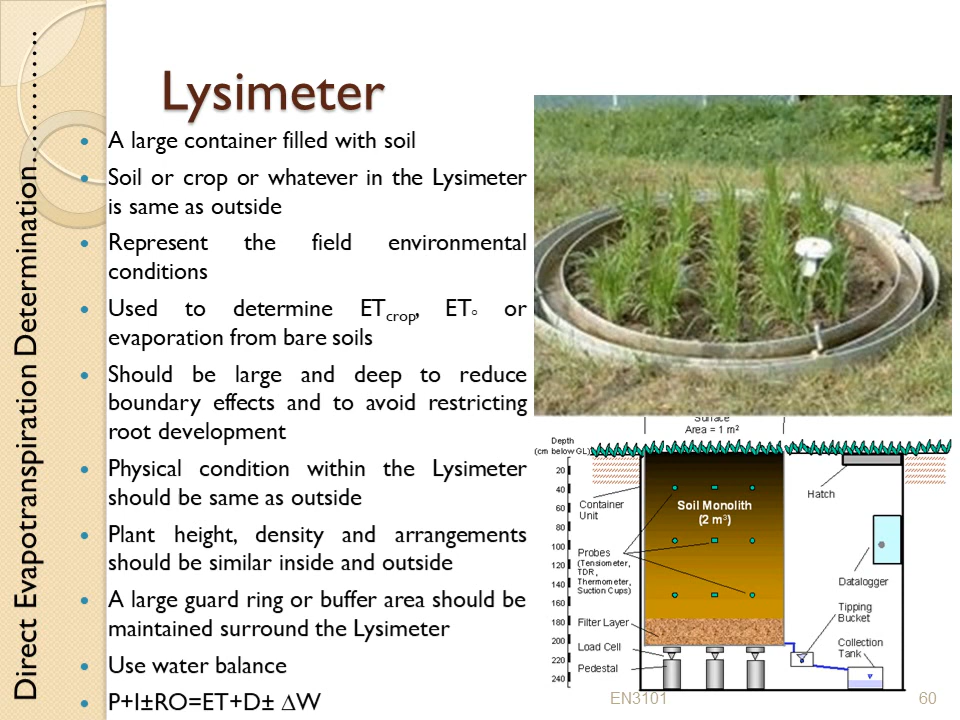 Direct Evapotranspiration Determination…………
Lysimeter
A large container filled with soil
Soil or crop or whatever in the Lysimeter
is same as outside
Represent the field environmental
conditions
Used to determine ETcrop, ET◦ or
evaporation from bare soils
Should be large and deep to reduce
boundary effects and to avoid restricting
root development
Physical condition within the Lysimeter
should be same as outside
Plant height, density and arrangements
should be similar inside and outside
A large guard ring or buffer area should be
maintained surround the Lysimeter
Use water balance
P+I±RO=ET+D± ∆W
Surface
Area = 1 m²
Depth
(cm below GL)
20
40
60
80
100
120
140
160
180
200
220
240
Container
Unit
Probes
(Tensiometer,
TDR,
Thermometer,
Suction Cups)
Filter Layer
Load Cell
Pedestal
Soil Monolith
(2 m³)
Hatch
Datalogger
Tipping
Bucket
Collection
Tank
EN3101
60